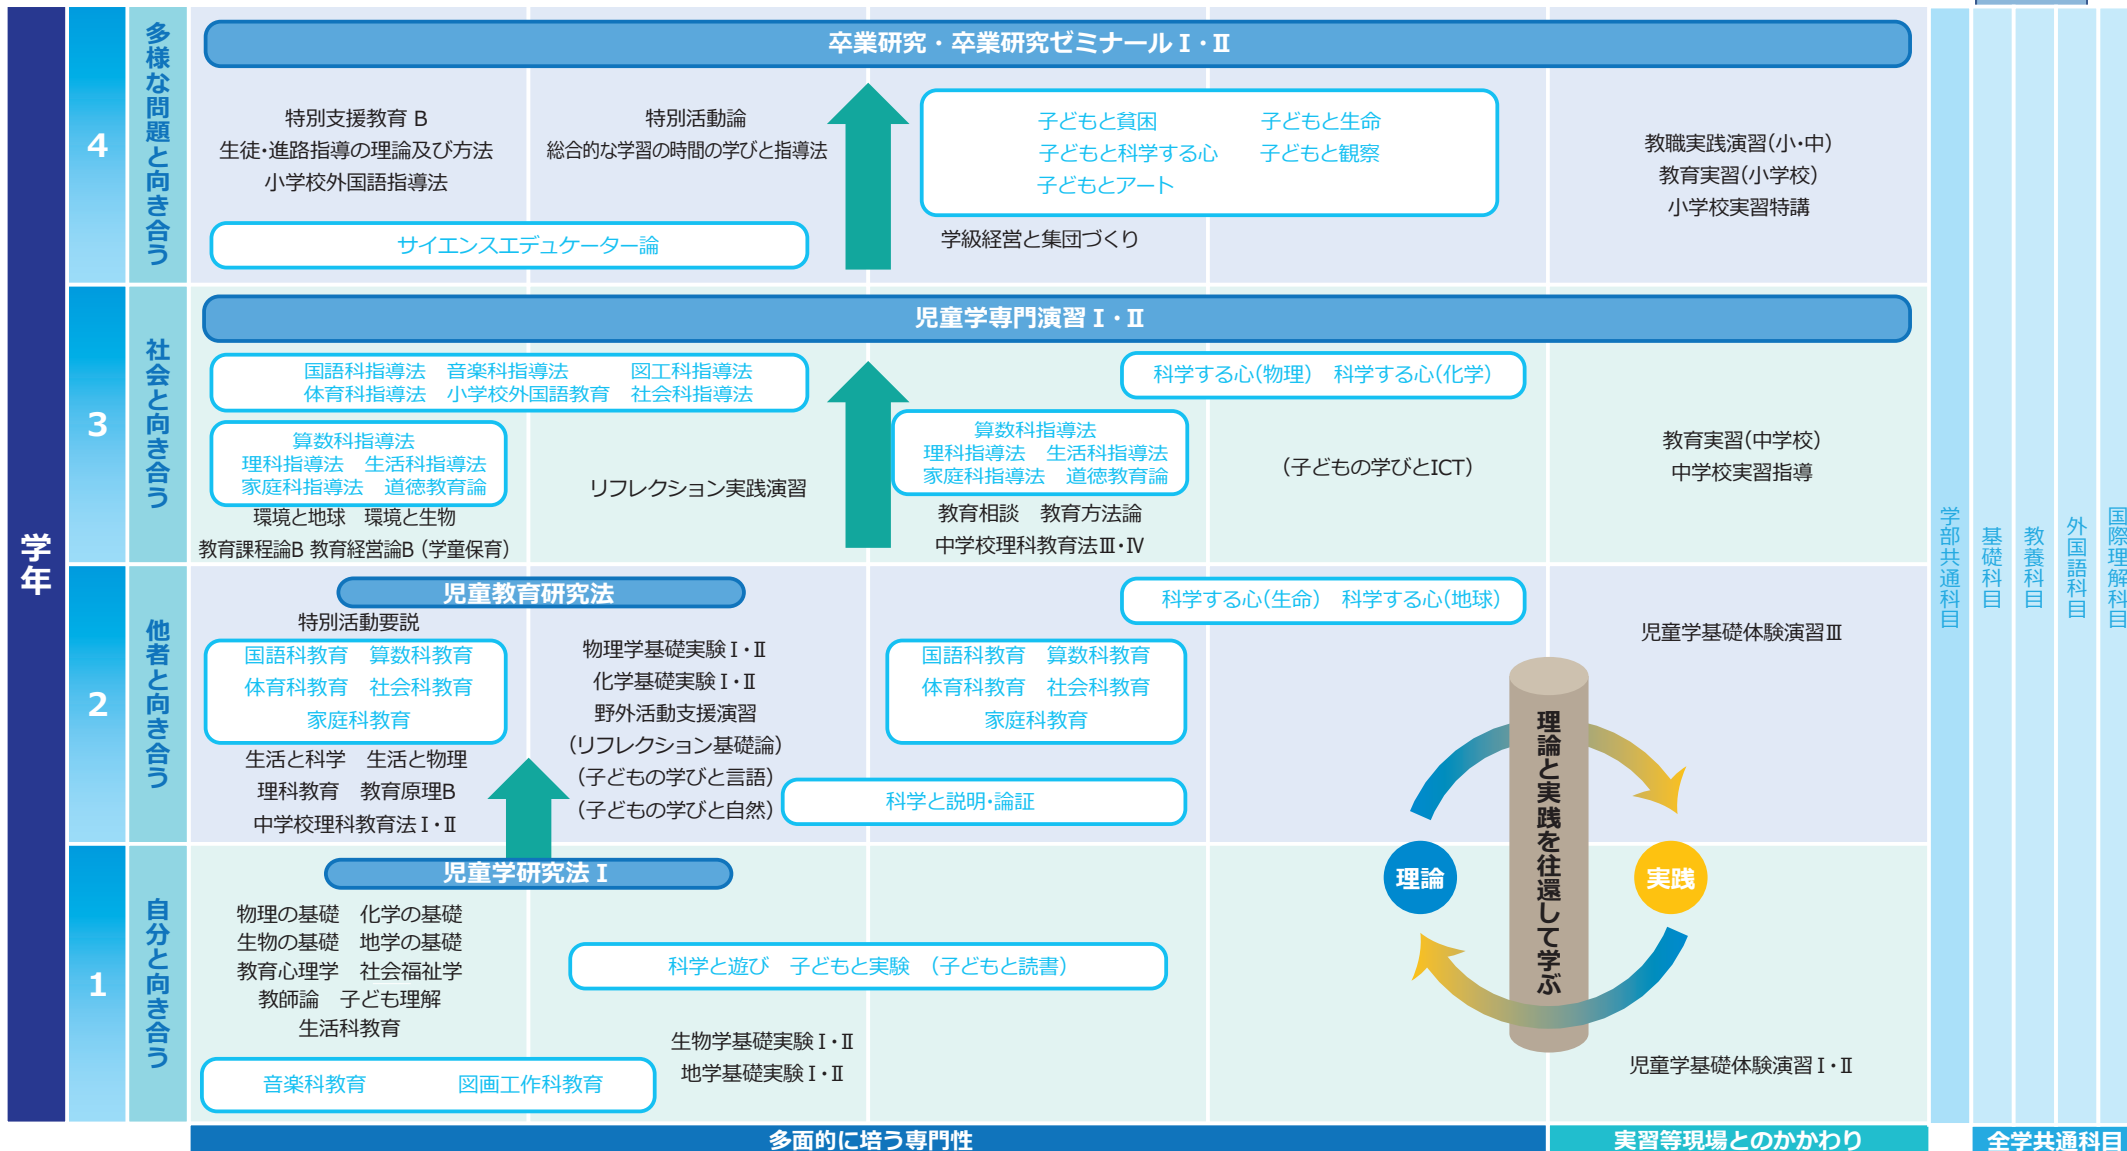 学年
4
多様な問題と向き合う
卒業研究・卒業研究ゼミナールⅠ・Ⅱ
特別支援教育 B
生徒・進路指導の理論及び方法
小学校外国語指導法
特別活動論
総合的な学習の時間の学びと指導法
サイエンスエデュケーター論
子どもと貧困 子どもと生命
子どもと科学する心 子どもと観察
子どもとアート
学級経営と集団づくり
教職実践演習(小・中)
教育実習(小学校)
小学校実習特講
3
社会と向き合う
児童学専門演習Ⅰ・Ⅱ
国語科指導法 音楽科指導法 図工科指導法
体育科指導法 小学校外国語教育 社会科指導法
算数科指導法
理科指導法 生活科指導法
家庭科指導法 道徳教育論
環境と地球 環境と生物
教育課程論B 教育経営論B (学童保育)
リフレクション実践演習
算数科指導法
理科指導法 生活科指導法
家庭科指導法 道徳教育論
教育相談 教育方法論
中学校理科教育法Ⅲ・Ⅳ
科学する心(物理) 科学する心(化学)
(子どもの学びとICT)
教育実習(中学校)
中学校実習指導
2
他者と向き合う
児童教育研究法
特別活動要説
国語科教育 算数科教育
体育科教育 社会科教育
家庭科教育
生活と科学 生活と物理
理科教育 教育原理B
中学校理科教育法Ⅰ・Ⅱ
物理学基礎実験Ⅰ・Ⅱ
化学基礎実験Ⅰ・Ⅱ
野外活動支援演習
(リフレクション基礎論)
(子どもの学びと言語)
(子どもの学びと自然)
国語科教育 算数科教育
体育科教育 社会科教育
家庭科教育
科学と説明・論証
科学する心(生命) 科学する心(地球)
児童学基礎体験演習Ⅲ
理論と実践を往還して学ぶ
理論
実践
1
自分と向き合う
児童学研究法Ⅰ
物理の基礎 化学の基礎
生物の基礎 地学の基礎
教育心理学 社会福祉学
教師論 子ども理解
生活科教育
音楽科教育 図画工作科教育
科学と遊び 子どもと実験 (子どもと読書)
生物学基礎実験Ⅰ・Ⅱ
地学基礎実験Ⅰ・Ⅱ
児童学基礎体験演習Ⅰ・Ⅱ
学部共通科目
基礎科目
教養科目
外国語科目
国際理解科目
多面的に培う専門性
実習等現場とのかかわり
全学共通科目